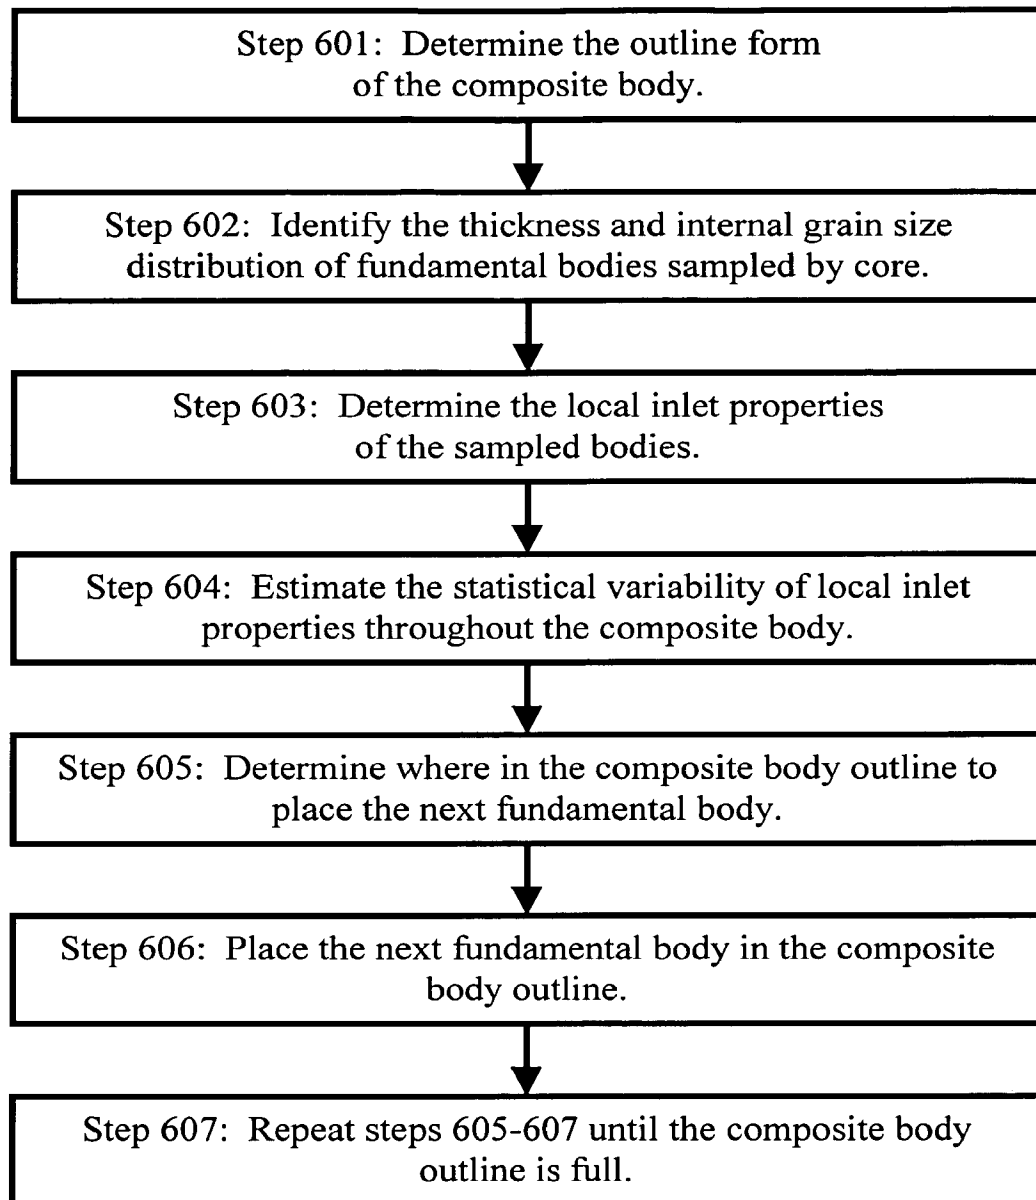 Step 601: Determine the outline form
of the composite body.
Step 602: Identify the thickness and internal grain size
distribution of fundamental bodies sampled by core.
Step 603: Determine the local inlet properties
of the sampled bodies.
Step 604: Estimate the statistical variability of local inlet
properties throughout the composite body.
Step 605: Determine where in the composite body outline to
place the next fundamental body.
Step 606: Place the next fundamental body in the composite
body outline.
Step 607: Repeat steps 605-607 until the composite body
outline is full.